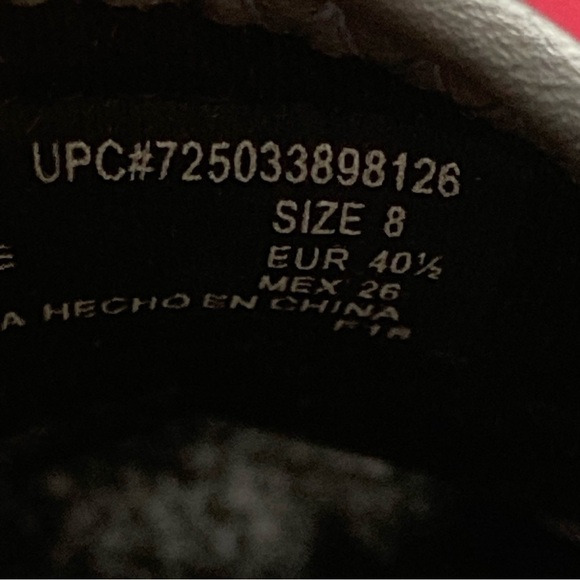 UPC#725033898126
SIZE 8
EUR 40½
MEX 26
A HECHO EN CHINA